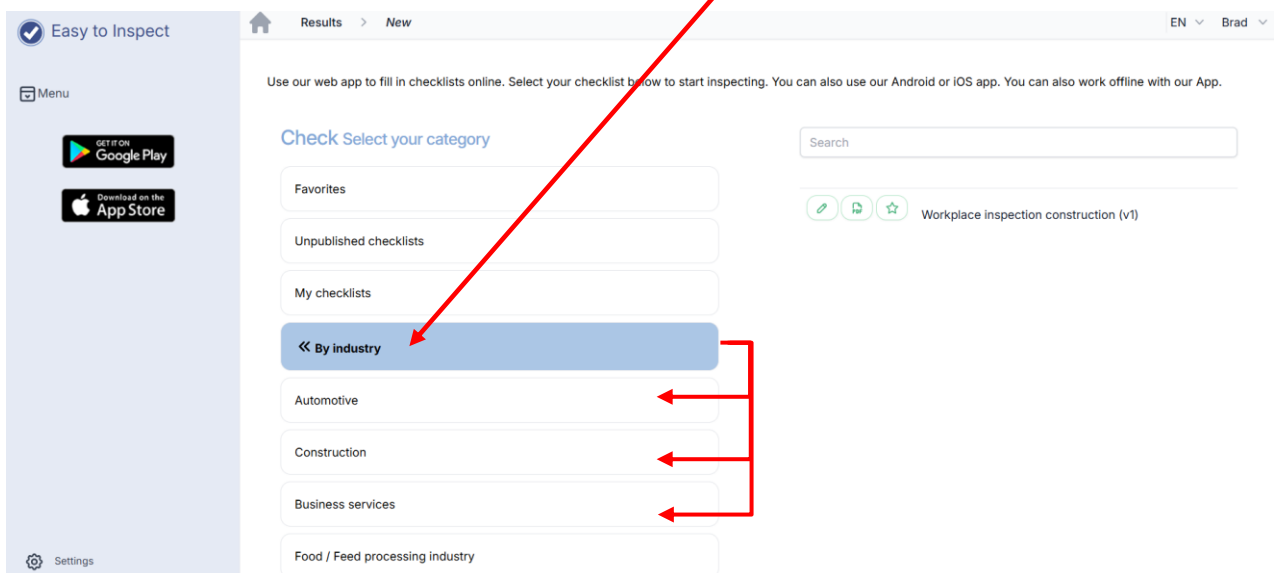 Easy to Inspect
Results > New
EN
Brad
Menu
GET IT ON
Google Play
Download on the
App Store
Settings
Use our web app to fill in checklists online. Select your checklist below to start inspecting. You can also use our Android or iOS app. You can also work offline with our App.
Check Select your category
Favorites
Unpublished checklists
My checklists
« By industry
Automotive
Construction
Business services
Food / Feed processing industry
Search
PDF
Workplace inspection construction (v1)